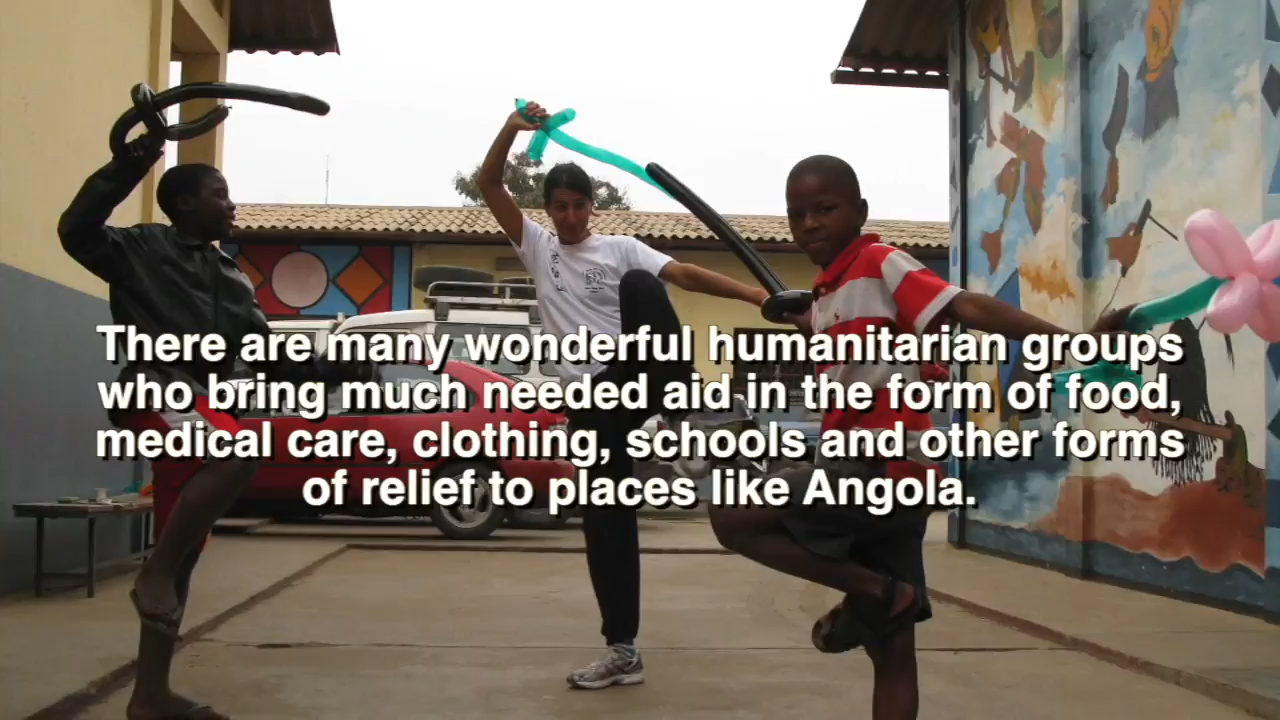 There are many wonderful humanitarian groups
who bring much needed aid in the form of food,
medical care, clothing, schools and other forms
of relief to places like Angola.